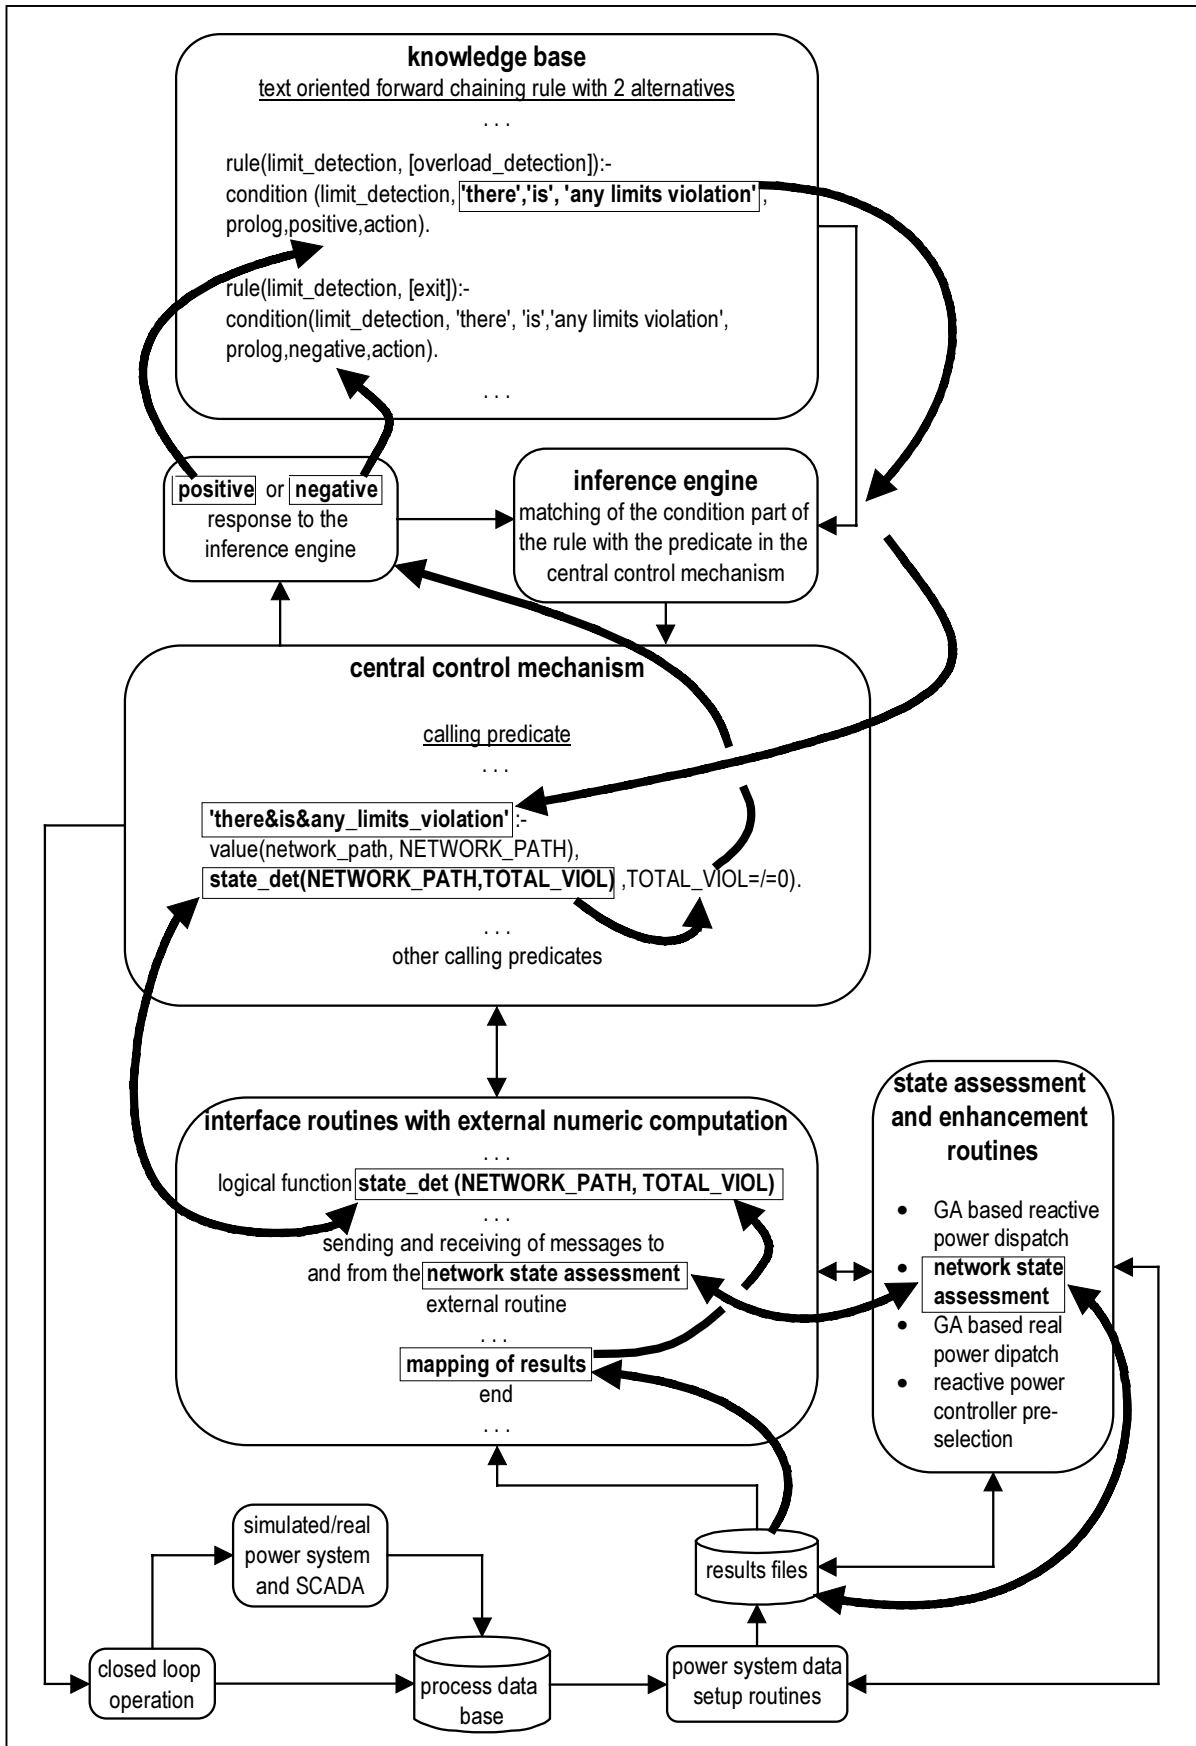 knowledge base
text oriented forward chaining rule with 2 alternatives
. . .
rule(limit_detection, [overload_detection]):-
condition (limit_detection, 'there','is', 'any limits violation' ,
prolog,positive,action).
rule(limit_detection, [exit]):-
condition(limit_detection, 'there', 'is','any limits violation',
prolog,negative,action).
. . .
positive or negative
response to the
inference engine
inference engine
matching of the condition part of
the rule with the predicate in the
central control mechanism
central control mechanism
calling predicate
. . .
'there&is&any_limits_violation' :-
value(network_path, NETWORK_PATH),
state_det(NETWORK_PATH,TOTAL_VIOL) ,TOTAL_VIOL=/=0).
. . .
other calling predicates
interface routines with external numeric computation
. . .
logical function state_det (NETWORK_PATH, TOTAL_VIOL)
. . .
sending and receiving of messages to
and from the network state assessment
external routine
. . .
mapping of results
end
. . .
state assessment
and enhancement
routines
• GA based reactive
power dispatch
• network state
assessment
• GA based real
power dipatch
• reactive power
controller pre-
selection
simulated/real
power system
and SCADA
results files
closed loop
operation
process data
base
power system data
setup routines